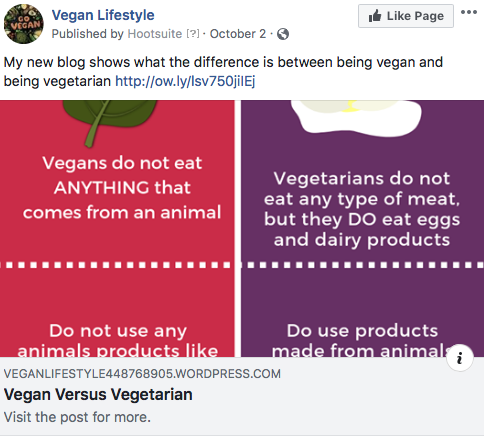 GO VEGAN
Vegan Lifestyle
Like Page
Published by Hootsuite [?] · October 2 ·
My new blog shows what the difference is between being vegan and
being vegetarian http://ow.ly/lsv750jilEj
Vegans do not eat
ANYTHING that
comes from an animal
Vegetarians do not
eat any type of meat,
but they DO eat eggs
and dairy products
Do not use any
animals products like
Do use products
made from animals
i
VEGANLIFESTYLE448768905.WORDPRESS.COM
Vegan Versus Vegetarian
Visit the post for more.